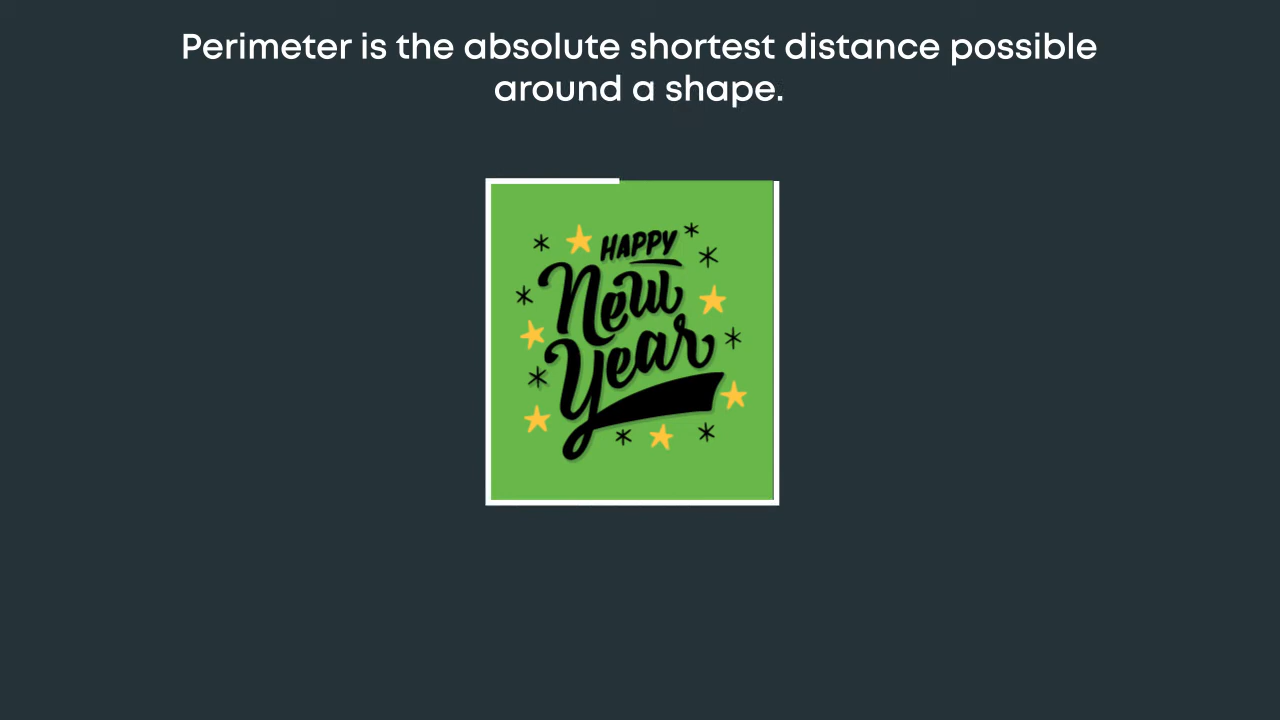 Perimeter is the absolute shortest distance possible
around a shape.
HAPPY
New
Year